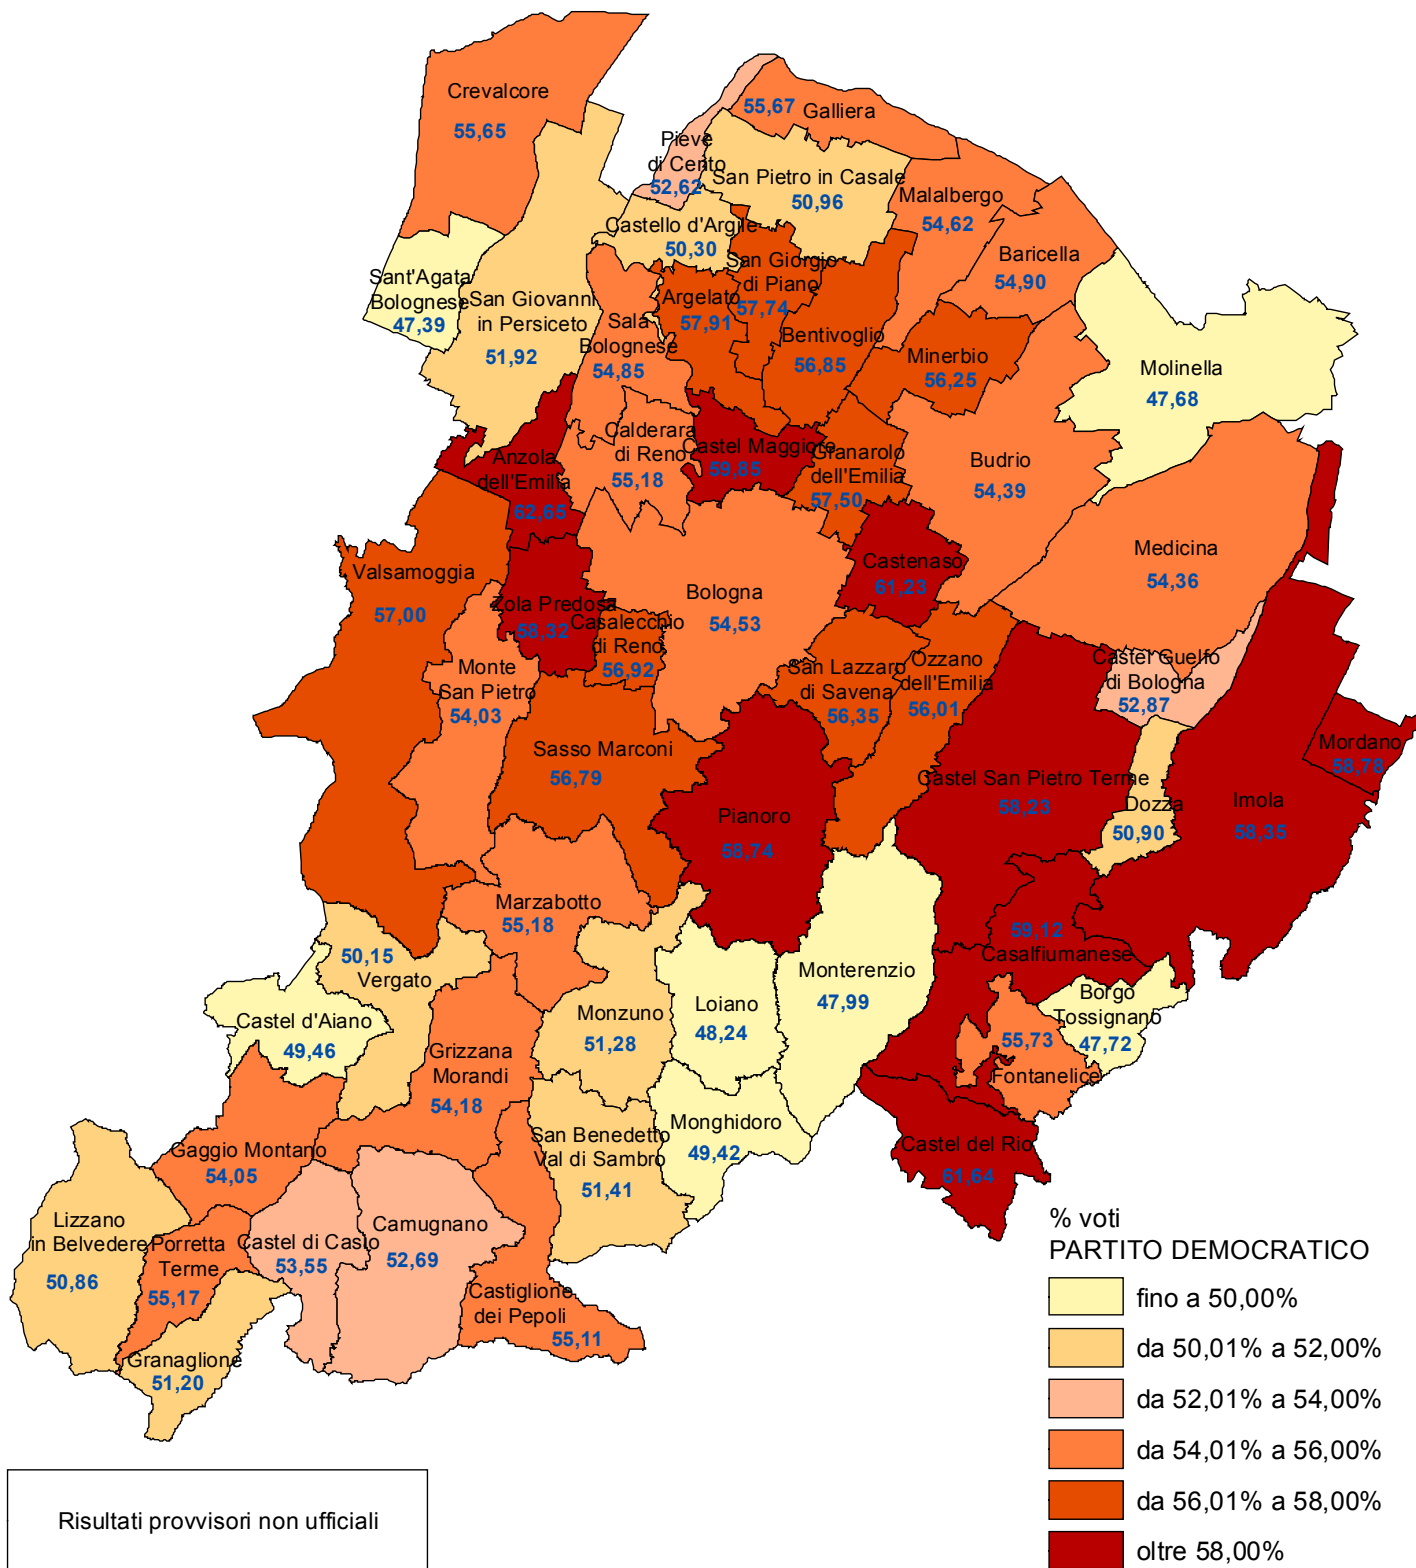 Crevalcore
55,65
55,67 Galliera
Pieve
di Cento
52,62
San Pietro in Casale
50,96
Malalbergo
54,62
Castello d'Argile
50,30
Baricella
54,90
Sant'Agata
Bolognese
47,39
San Giovanni
in Persiceto
51,92
San Giorgio
di Piano
57,74
Argelato
57,91
Sala
Bolognese
54,85
Bentivoglio
56,85
Minerbio
56,25
Molinella
47,68
Calderara
di Reno
55,18
Castel Maggiore
59,85
Granarolo
dell'Emilia
57,50
Budrio
54,39
Anzola
dell'Emilia
62,65
Medicina
54,36
Valsamoggia
57,00
Castenaso
61,23
Bologna
54,53
Zola Predosa
58,32
Casalecchio
di Reno
56,92
Monte
San Pietro
54,03
San Lazzaro
di Savena
56,35
Ozzano
dell'Emilia
56,01
Castel Guelfo
di Bologna
52,87
Sasso Marconi
56,79
Mordano
58,78
Castel San Pietro Terme
58,23
Dozza
50,90
Imola
58,35
Pianoro
58,74
Marzabotto
55,18
59,12
Casalfiumanese
50,15
Vergato
Monterenzio
47,99
Loiano
48,24
Monzuno
51,28
Borgo
Tossignano
47,72
Castel d'Aiano
49,46
Grizzana
Morandi
54,18
55,73
Fontanelice
Monghidoro
49,42
San Benedetto
Val di Sambro
51,41
Castel del Rio
61,64
Gaggio Montano
54,05
Lizzano
in Belvedere
50,86
Porretta
Terme
55,17
Castel di Casio
53,55
Camugnano
52,69
Castiglione
dei Pepoli
55,11
Granaglione
51,20
% voti
PARTITO DEMOCRATICO
fino a 50,00%
da 50,01% a 52,00%
da 52,01% a 54,00%
da 54,01% a 56,00%
da 56,01% a 58,00%
oltre 58,00%
Risultati provvisori non ufficiali